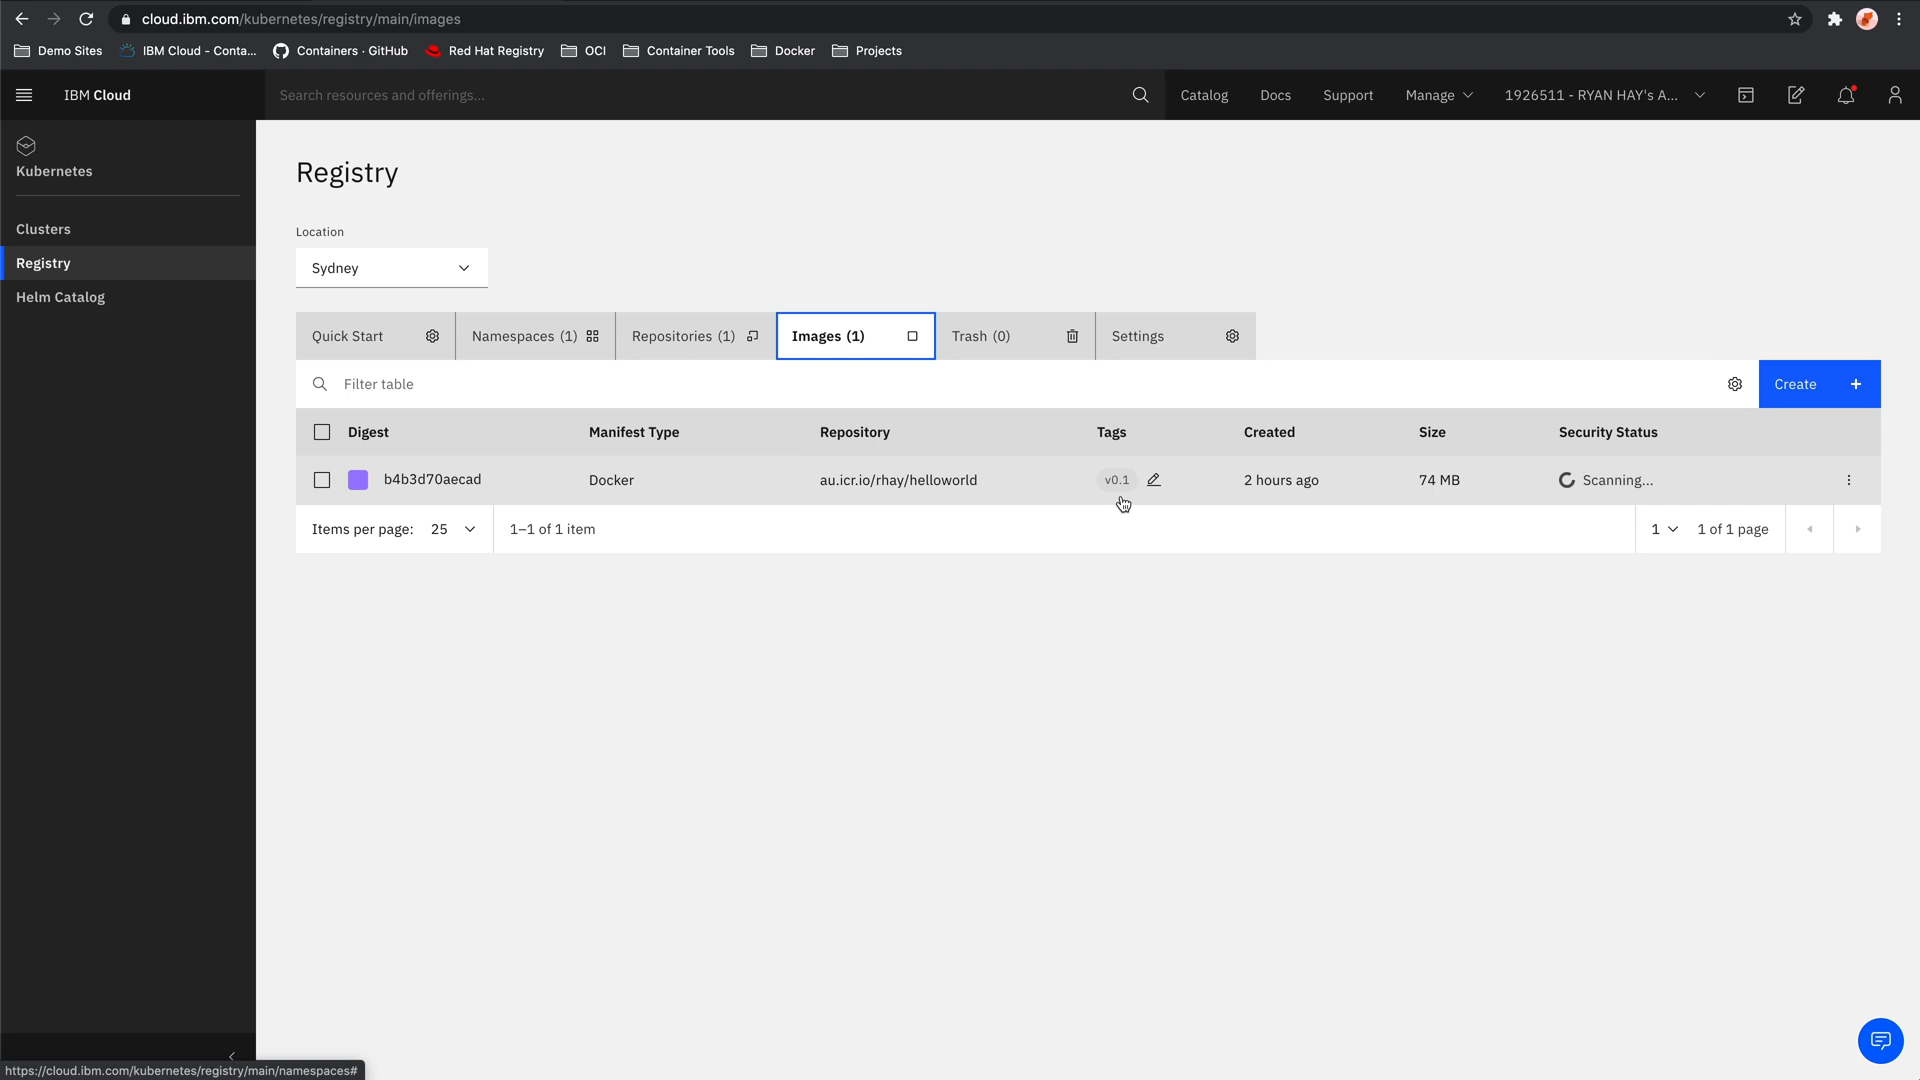 cloud.ibm.com/kubernetes/registry/main/images
Demo Sites IBM Cloud - Conta... Containers · GitHub Red Hat Registry OCI Container Tools Docker Projects
IBM Cloud Search resources and offerings... Catalog Docs Support Manage 1926511 - RYAN HAY's A...
Kubernetes
Clusters
Registry
Helm Catalog
Registry
Location
Sydney
Quick Start Namespaces (1) Repositories (1) Images (1) Trash (0) Settings
Filter table Create +
Digest Manifest Type Repository Tags Created Size Security Status
b4b3d70aecad Docker au.icr.io/rhay/helloworld v0.1 2 hours ago 74 MB Scanning...
Items per page: 25 1–1 of 1 item 1 1 of 1 page
https://cloud.ibm.com/kubernetes/registry/main/namespaces#